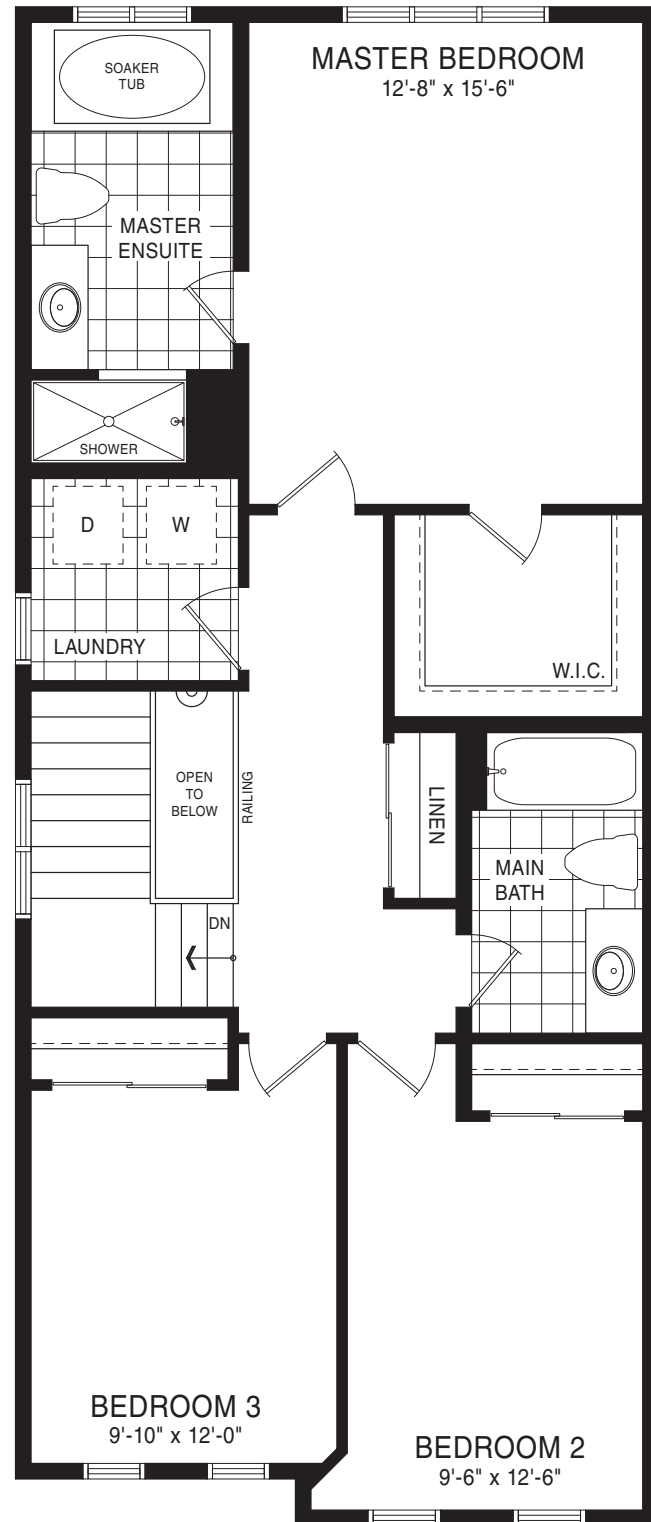 SOAKER
TUB
MASTER BEDROOM
12'-8" x 15'-6"
MASTER
ENSUITE
SHOWER
D
W
LAUNDRY
W.I.C.
OPEN
TO
BELOW
RAILING
LINEN
MAIN
BATH
DN
BEDROOM 3
9'-10" x 12'-0"
BEDROOM 2
9'-6" x 12'-6"